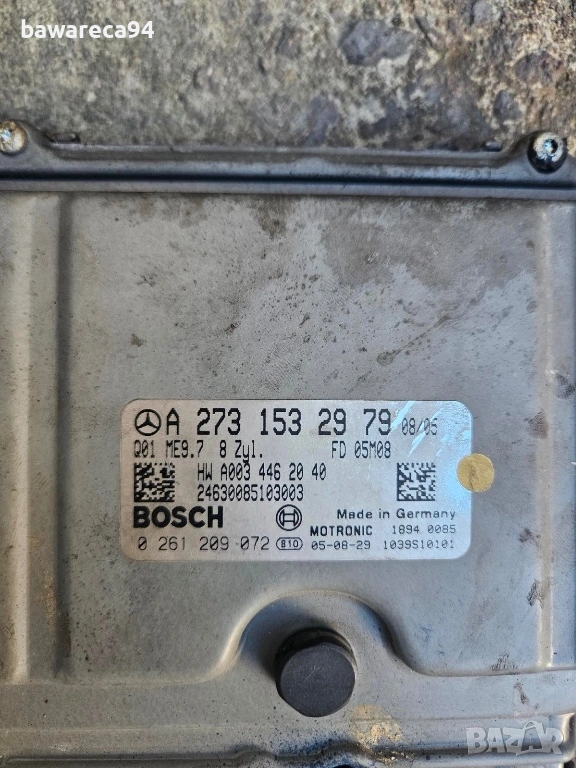 bawareca94
A 273 153 29 79 08/06
Q01 ME9.7 8 Zyl. FD 05M08
HW A003 446 20 40
24630085103003
BOSCH Made in Germany
MOTRONIC 1894 0085
0 261 209 072 810 05-08-29 1039S10101
BAZAR